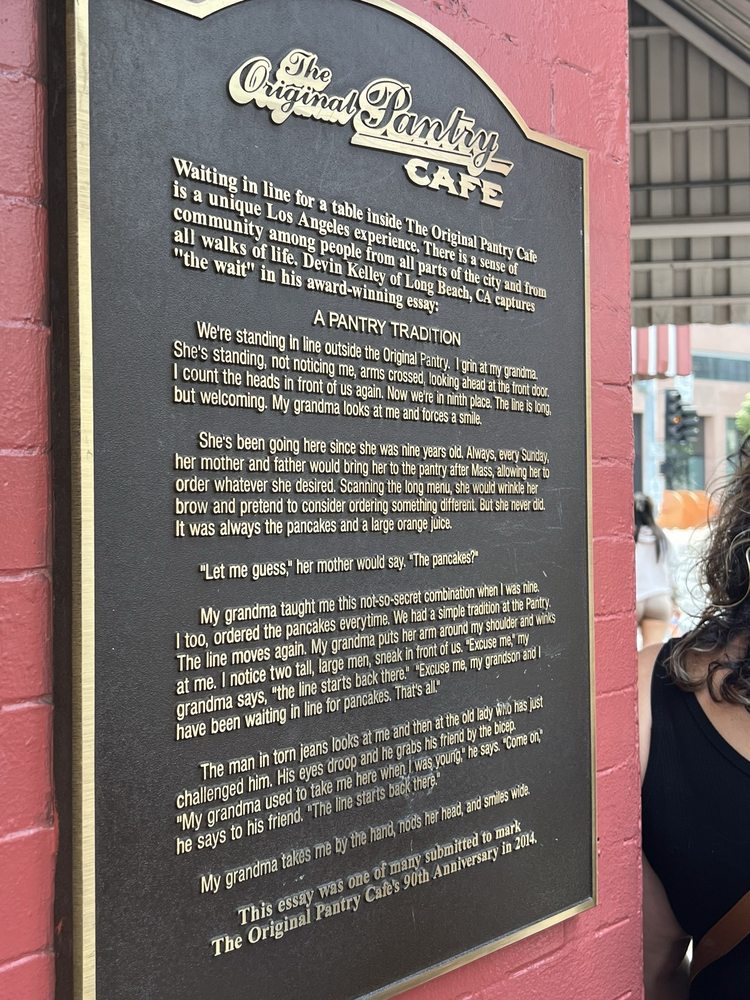 The
Original Pantry
CAFE
Waiting in line for a table inside The Original Pantry Cafe
is a unique Los Angeles experience. There is a sense of
community among people from all parts of the city and from
all walks of life. Devin Kelley of Long Beach, CA captures
"the wait" in his award-winning essay:
A PANTRY TRADITION
We're standing in line outside the Original Pantry. I grin at my grandma.
She's standing, not noticing me, arms crossed, looking ahead at the front door.
I count the heads in front of us again. Now we're in ninth place. The line is long,
but welcoming. My grandma looks at me and forces a smile.
She's been going here since she was nine years old. Always, every Sunday,
her mother and father would bring her to the pantry after Mass, allowing her to
order whatever she desired. Scanning the long menu, she would wrinkle her
brow and pretend to consider ordering something different. But she never did.
It was always the pancakes and a large orange juice.
"Let me guess," her mother would say. "The pancakes?"
My grandma taught me this not-so-secret combination when I was nine.
I too, ordered the pancakes everytime. We had a simple tradition at the Pantry.
The line moves again. My grandma puts her arm around my shoulder and winks
at me. I notice two tall, large men, sneak in front of us. "Excuse me," my
grandma says, "the line starts back there." "Excuse me, my grandson and I
have been waiting in line for pancakes. That's all."
The man in torn jeans looks at me and then at the old lady who has just
challenged him. His eyes droop and he grabs his friend by the bicep.
"My grandma used to take me here when I was young," he says. "Come on,"
he says to his friend. "The line starts back there."
My grandma takes me by the hand, nods her head, and smiles wide.
This essay was one of many submitted to mark
The Original Pantry Cafe's 90th Anniversary in 2014.